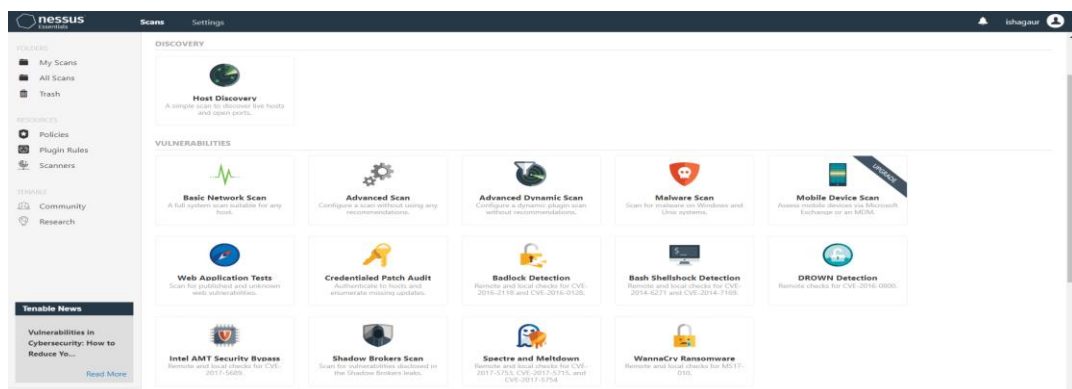 nessus
Essentials
Scans
Settings
ishagaur
FOLDERS
My Scans
All Scans
Trash
RESOURCES
Policies
Plugin Rules
Scanners
TENABLE
Community
Research
Tenable News
Vulnerabilities in
Cybersecurity: How to
Reduce Yo...
Read More
DISCOVERY
Host Discovery
A simple scan to discover live hosts
and open ports.
VULNERABILITIES
Basic Network Scan
A full system scan suitable for any
host.
Advanced Scan
Configure a scan without using any
recommendations.
Advanced Dynamic Scan
Configure a dynamic plugin scan
without recommendations.
Malware Scan
Scan for malware on Windows and
Unix systems.
UPGRADE
Mobile Device Scan
Assess mobile devices via Microsoft
Exchange or an MDM.
Web Application Tests
Scan for published and unknown
web vulnerabilities.
Credentialed Patch Audit
Authenticate to hosts and
enumerate missing updates.
Badlock Detection
Remote and local checks for CVE-
2016-2118 and CVE-2016-0128.
Bash Shellshock Detection
Remote and local checks for CVE-
2014-6271 and CVE-2014-7169.
DROWN Detection
Remote checks for CVE-2016-0800.
Intel AMT Security Bypass
Remote and local checks for CVE-
2017-5689.
Shadow Brokers Scan
Scan for vulnerabilities disclosed in
the Shadow Brokers leaks.
Spectre and Meltdown
Remote and local checks for CVE-
2017-5753, CVE-2017-5715, and
CVE-2017-5754
WannaCry Ransomware
Remote and local checks for MS17-
010.